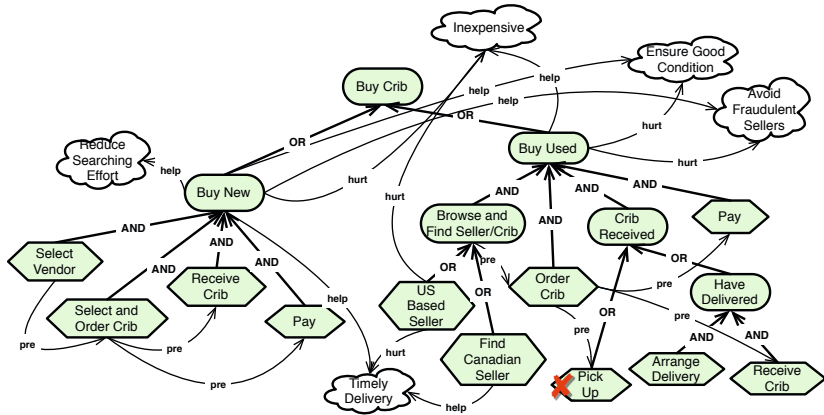 Inexpensive
Ensure Good
Condition
help
Buy Crib
help
help
Avoid
Fraudulent
Sellers
OR
OR
hurt
Reduce
Searching
Effort
help
Buy Used
hurt
Buy New
hurt
AND
AND
AND
hurt
Browse and
Find Seller/Crib
AND
Crib
Received
Pay
AND
AND
Select
Vendor
AND
AND
pre
OR
OR
Receive
Crib
US
Based
Seller
Order
Crib
pre
Have
Delivered
Select and
Order Crib
help
OR
OR
pre
Pay
pre
pre
pre
hurt
Find
Canadian
Seller
AND
AND
pre
Timely
Delivery
help
Pick
Up
Arrange
Delivery
Receive
Crib